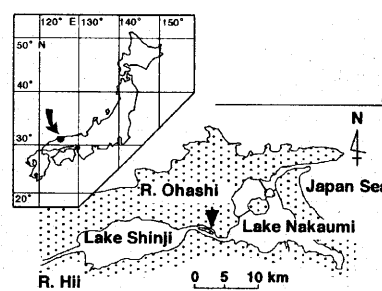 120° E 130° 140° 150°
50°
N
40°
30°
20°
N
R. Ohashi
Japan Sea
Lake Shinji
Lake Nakaumi
R. Hii
0 5 10 km